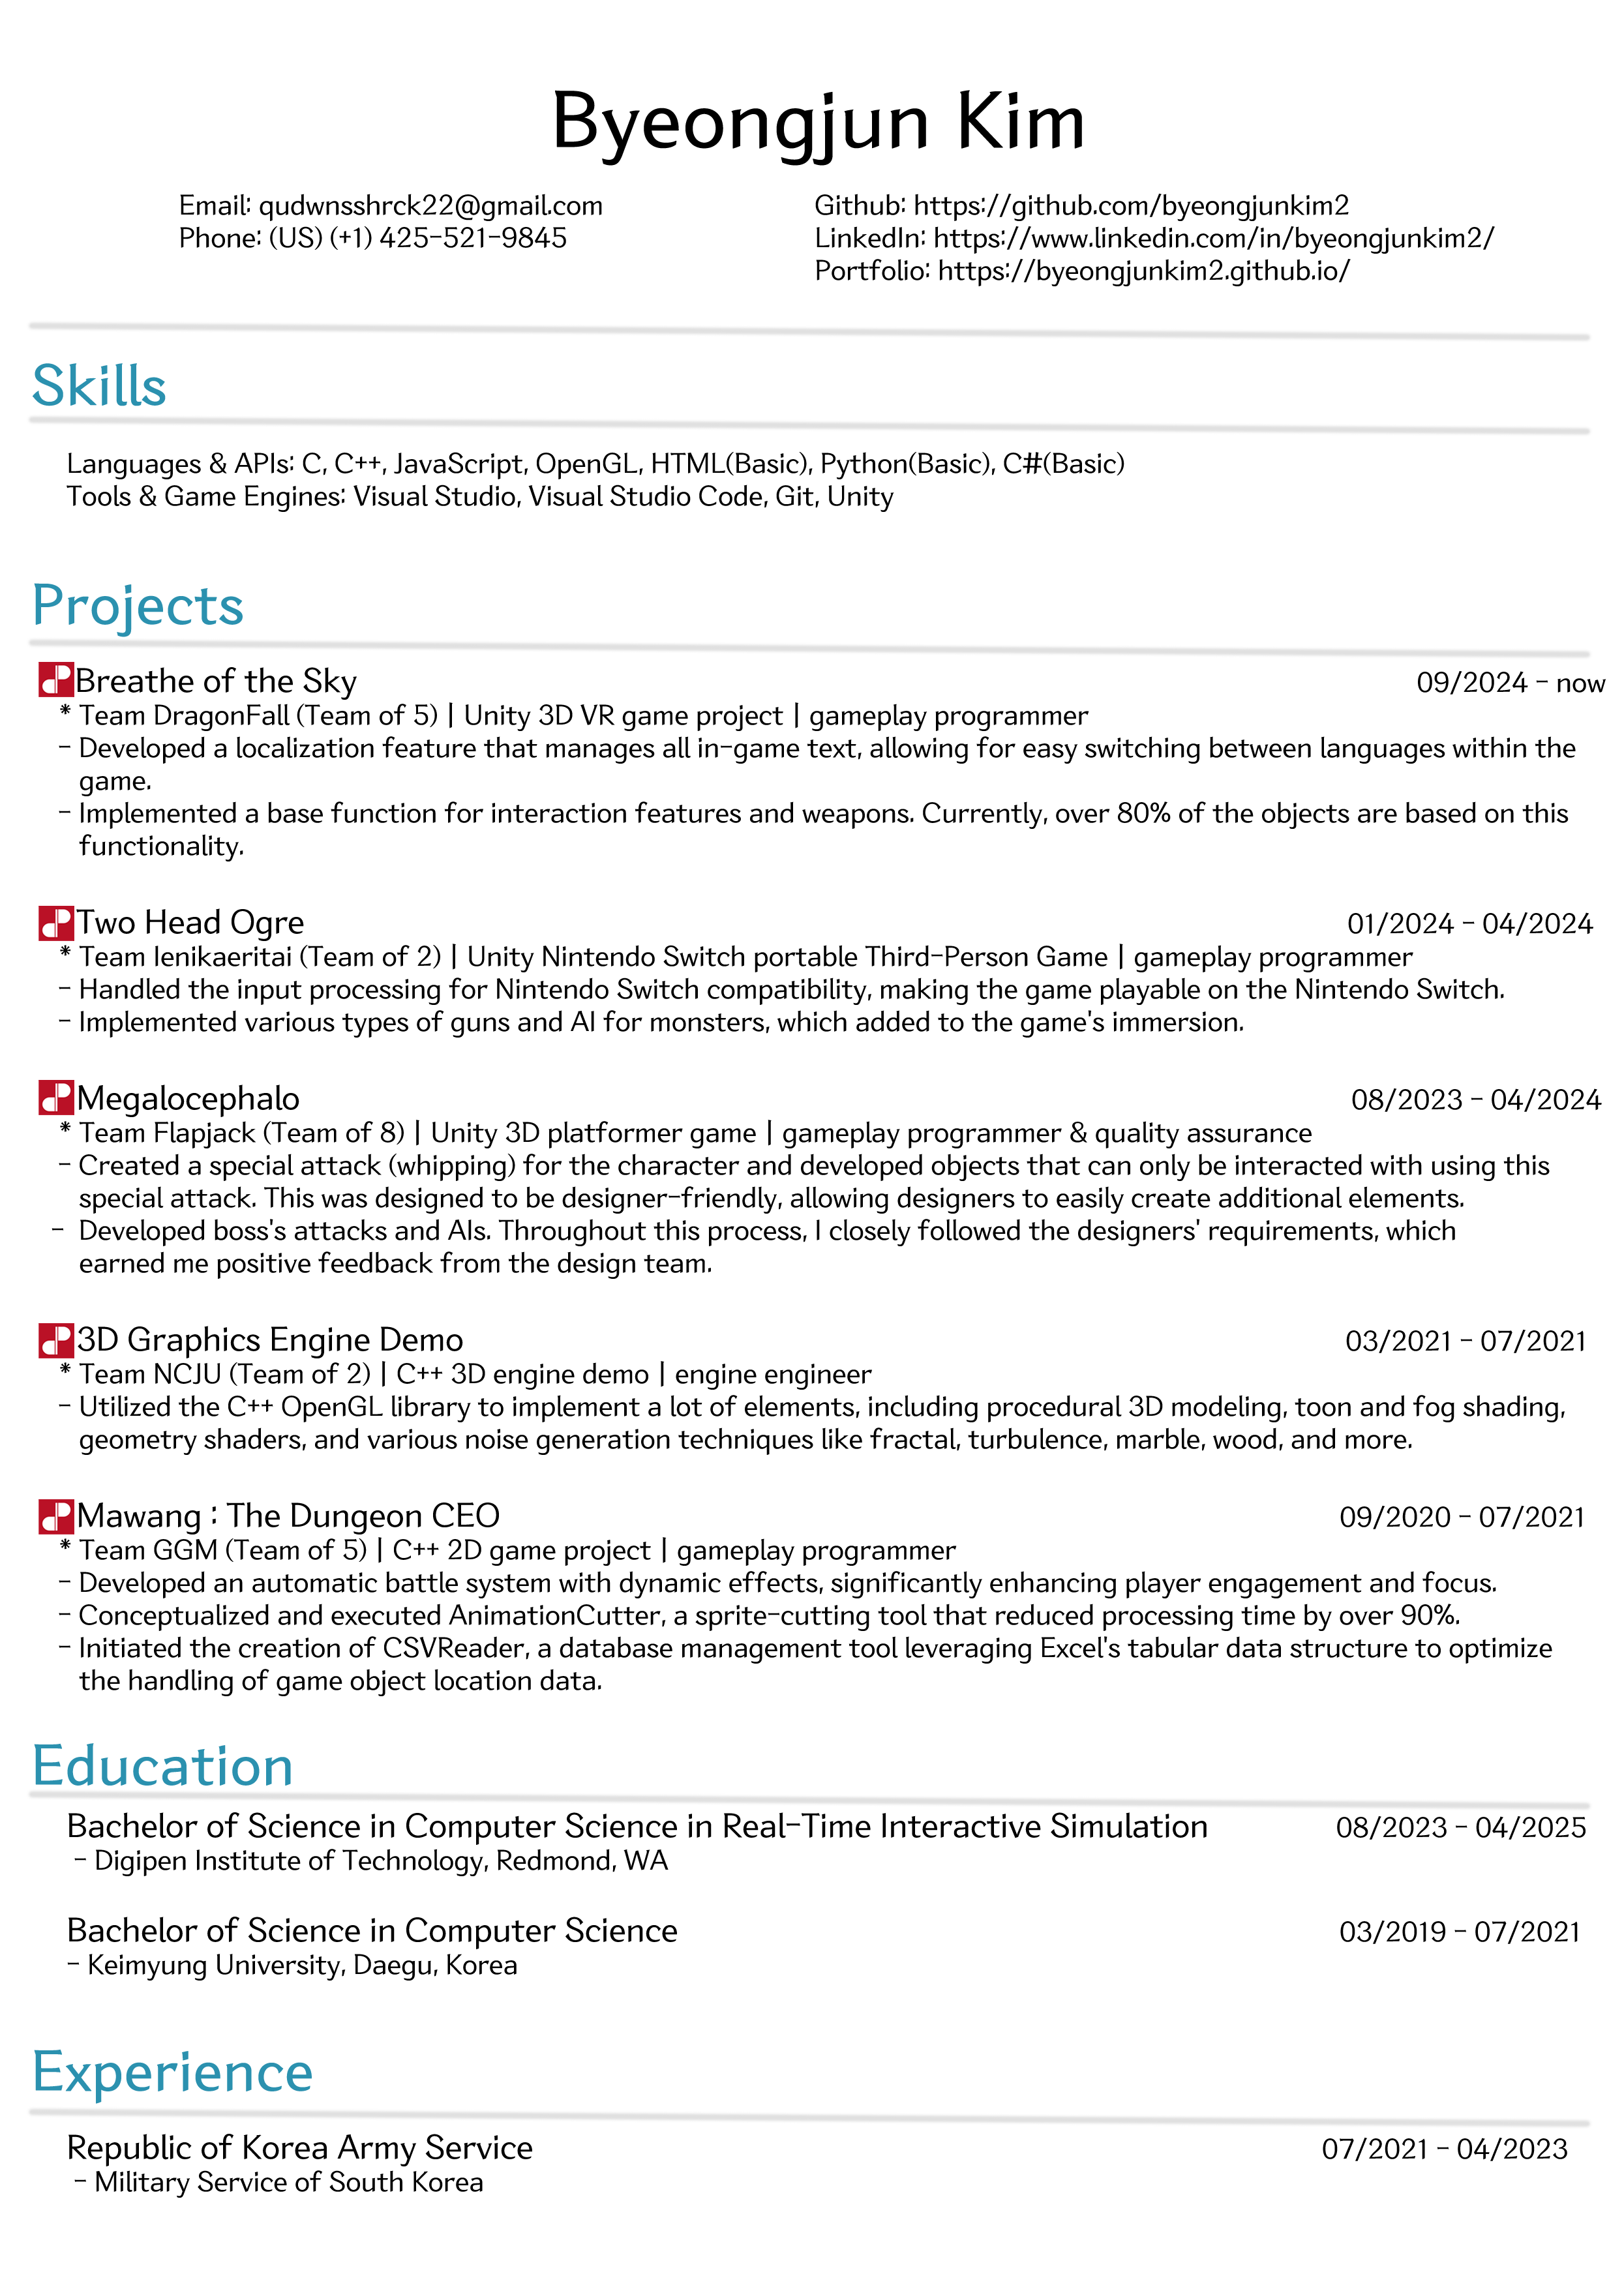 Byeongjun Kim
Email: qudwnsshrck22@gmail.com
Phone: (US) (+1) 425-521-9845
Github: https://github.com/byeongjunkim2
LinkedIn: https://www.linkedin.com/in/byeongjunkim2/
Portfolio: https://byeongjunkim2.github.io/
Skills
Languages & APIs: C, C++, JavaScript, OpenGL, HTML(Basic), Python(Basic), C#(Basic)
Tools & Game Engines: Visual Studio, Visual Studio Code, Git, Unity
Projects
Breathe of the Sky 09/2024 - now
* Team DragonFall (Team of 5) | Unity 3D VR game project | gameplay programmer
- Developed a localization feature that manages all in-game text, allowing for easy switching between languages within the
game.
- Implemented a base function for interaction features and weapons. Currently, over 80% of the objects are based on this
functionality.
Two Head Ogre 01/2024 - 04/2024
* Team Ienikaeritai (Team of 2) | Unity Nintendo Switch portable Third-Person Game | gameplay programmer
- Handled the input processing for Nintendo Switch compatibility, making the game playable on the Nintendo Switch.
- Implemented various types of guns and AI for monsters, which added to the game's immersion.
Megalocephalo 08/2023 - 04/2024
* Team Flapjack (Team of 8) | Unity 3D platformer game | gameplay programmer & quality assurance
- Created a special attack (whipping) for the character and developed objects that can only be interacted with using this
special attack. This was designed to be designer-friendly, allowing designers to easily create additional elements.
- Developed boss's attacks and AIs. Throughout this process, I closely followed the designers' requirements, which
earned me positive feedback from the design team.
3D Graphics Engine Demo 03/2021 - 07/2021
* Team NCJU (Team of 2) | C++ 3D engine demo | engine engineer
- Utilized the C++ OpenGL library to implement a lot of elements, including procedural 3D modeling, toon and fog shading,
geometry shaders, and various noise generation techniques like fractal, turbulence, marble, wood, and more.
Mawang : The Dungeon CEO 09/2020 - 07/2021
* Team GGM (Team of 5) | C++ 2D game project | gameplay programmer
- Developed an automatic battle system with dynamic effects, significantly enhancing player engagement and focus.
- Conceptualized and executed AnimationCutter, a sprite-cutting tool that reduced processing time by over 90%.
- Initiated the creation of CSVReader, a database management tool leveraging Excel's tabular data structure to optimize
the handling of game object location data.
Education
Bachelor of Science in Computer Science in Real-Time Interactive Simulation 08/2023 - 04/2025
- Digipen Institute of Technology, Redmond, WA
Bachelor of Science in Computer Science 03/2019 - 07/2021
- Keimyung University, Daegu, Korea
Experience
Republic of Korea Army Service 07/2021 - 04/2023
- Military Service of South Korea